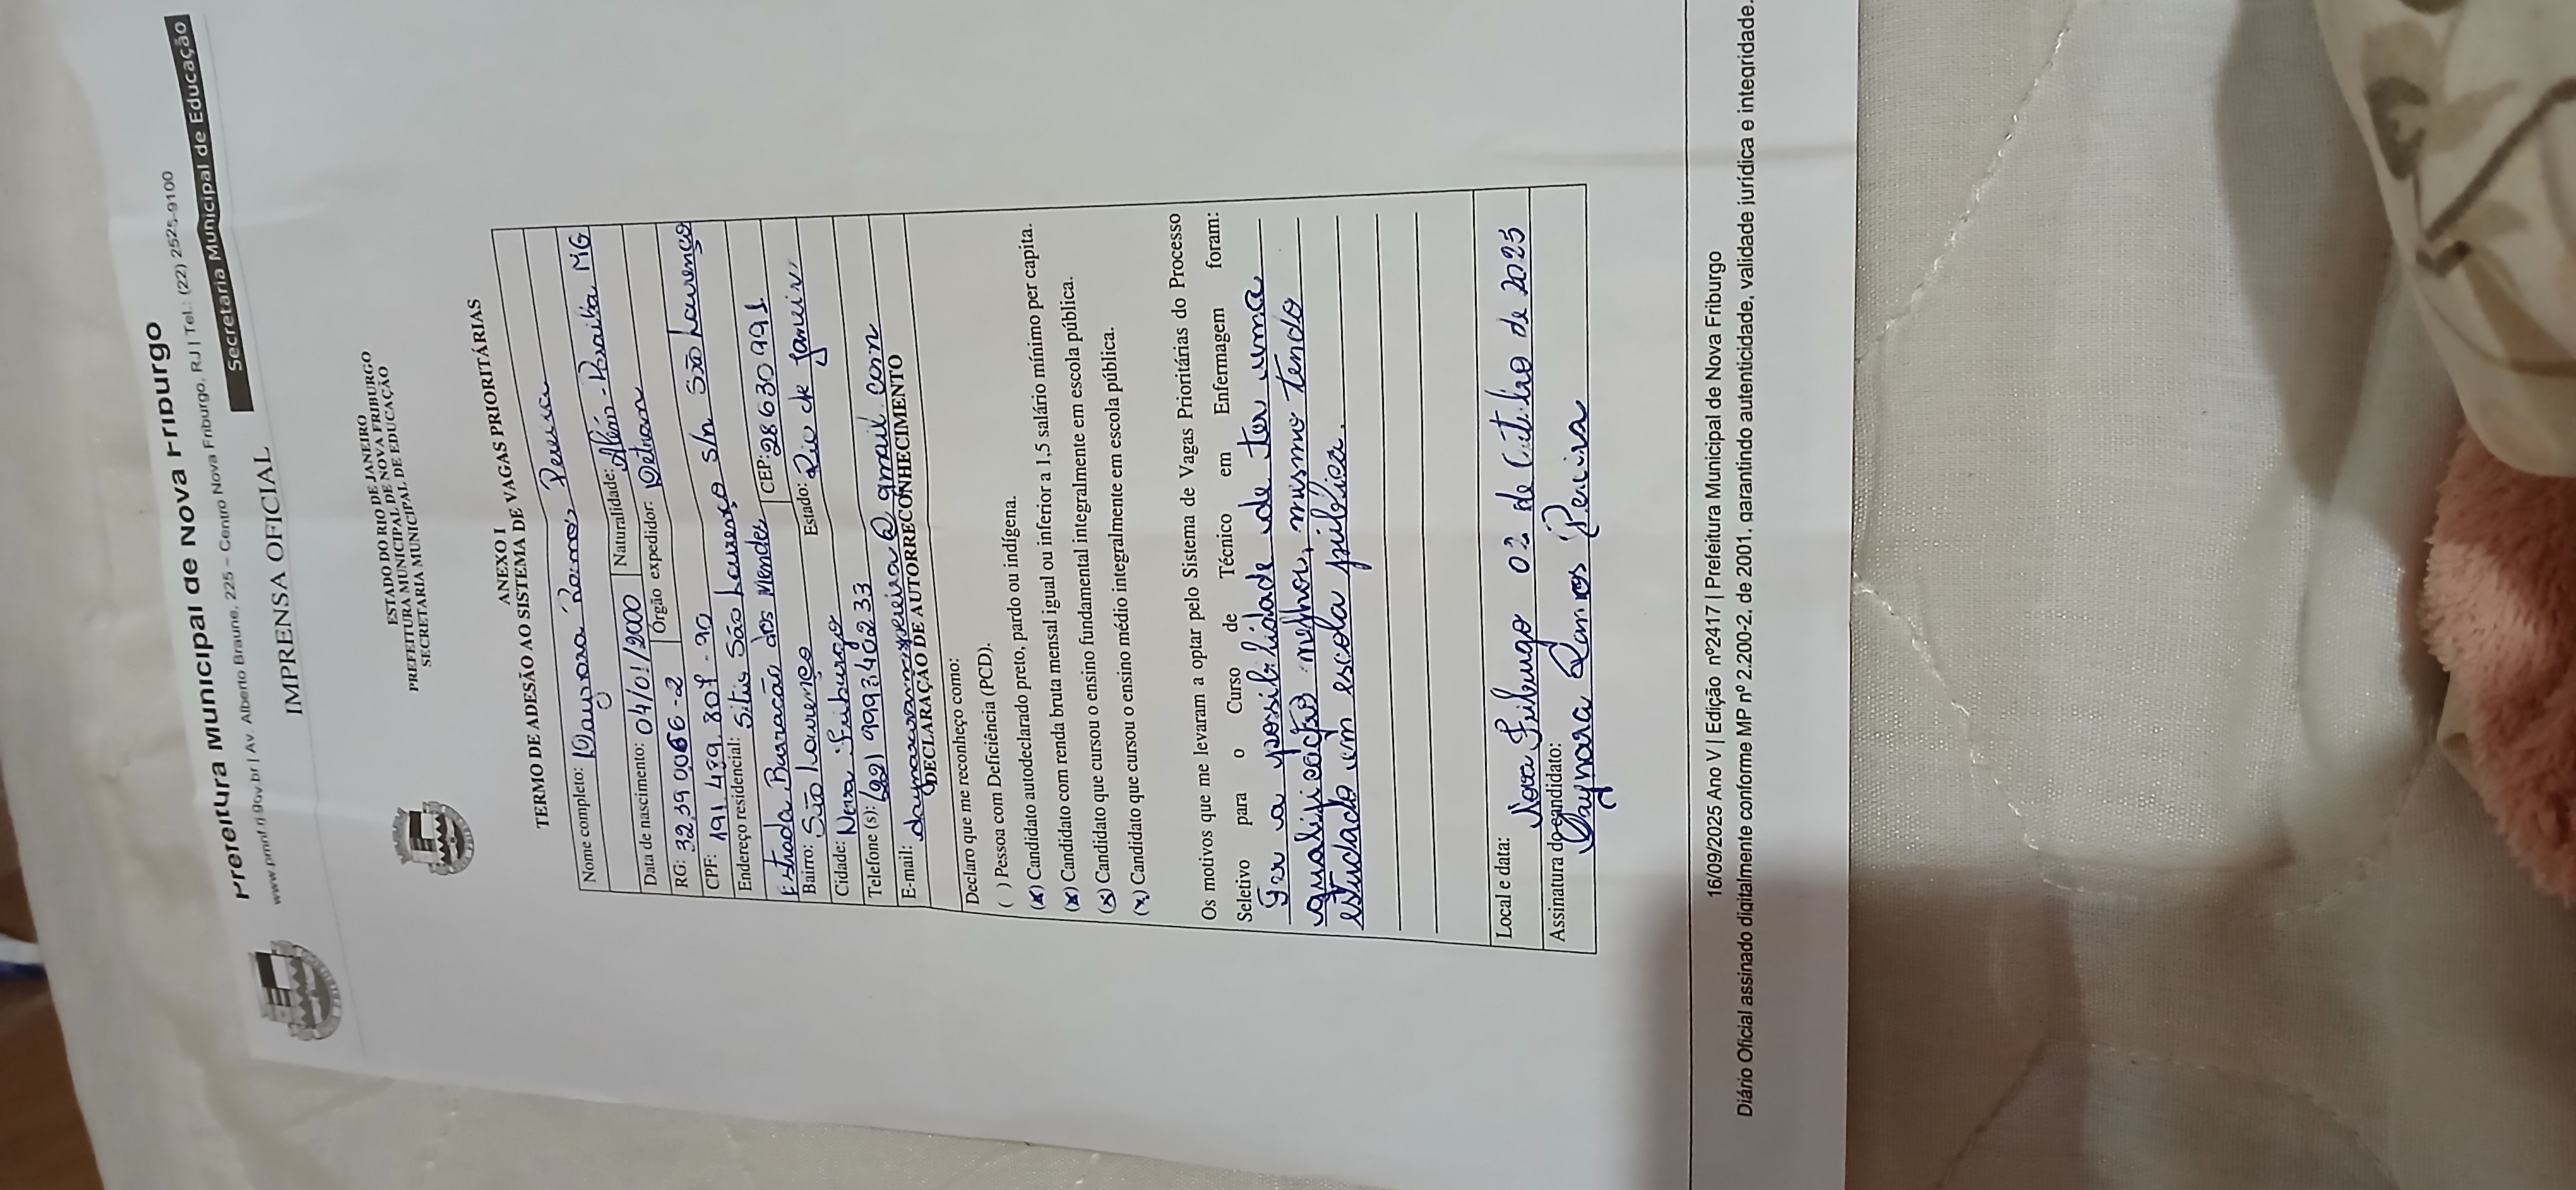 Prefeitura Municipal de Nova Friburgo
www.pmnf.rj.gov.br | Av. Alberto Braune, 225 – Centro Nova Friburgo, RJ | Tel.: (22) 2525-9100
Secretaria Municipal de Educação
IMPRENSA OFICIAL
ESTADO DO RIO DE JANEIRO
PREFEITURA MUNICIPAL DE NOVA FRIBURGO
SECRETARIA MUNICIPAL DE EDUCAÇÃO
ANEXO I
TERMO DE ADESÃO AO SISTEMA DE VAGAS PRIORITÁRIAS
Nome completo: Daynara Ramos Pereira
Data de nascimento: 04/01/2000 Naturalidade: Além-Paraíba MG
RG: 32.390066-2 Órgão expedidor: Detran
CPF: 191.489.807-90
Endereço residencial: Sitio São Lourenço s/n São Lourenço
Estrada Barracão dos Mendes CEP: 28630991
Bairro: São Lourenço Estado: Rio de Janeiro
Cidade: Nova Friburgo
Telefone (s): (22) 999340233
E-mail: daynararamospereira@gmail.com
DECLARAÇÃO DE AUTORRECONHECIMENTO
Declaro que me reconheço como:
( ) Pessoa com Deficiência (PCD).
(x) Candidato autodeclarado preto, pardo ou indígena.
(x) Candidato com renda bruta mensal igual ou inferior a 1,5 salário mínimo per capita.
(x) Candidato que cursou o ensino fundamental integralmente em escola pública.
(x) Candidato que cursou o ensino médio integralmente em escola pública.
Os motivos que me levaram a optar pelo Sistema de Vagas Prioritárias do Processo
Seletivo para o Curso de Técnico em Enfermagem foram:
Ter a possibilidade de ter uma
qualificação melhor, mesmo tendo
estudado em escola pública.
Local e data: Nova Friburgo 02 de Outubro de 2025
Assinatura do candidato: Daynara Ramos Pereira
16/09/2025 Ano V | Edição nº2417 | Prefeitura Municipal de Nova Friburgo
Diário Oficial assinado digitalmente conforme MP nº 2.200-2, de 2001, garantindo autenticidade, validade jurídica e integridade.